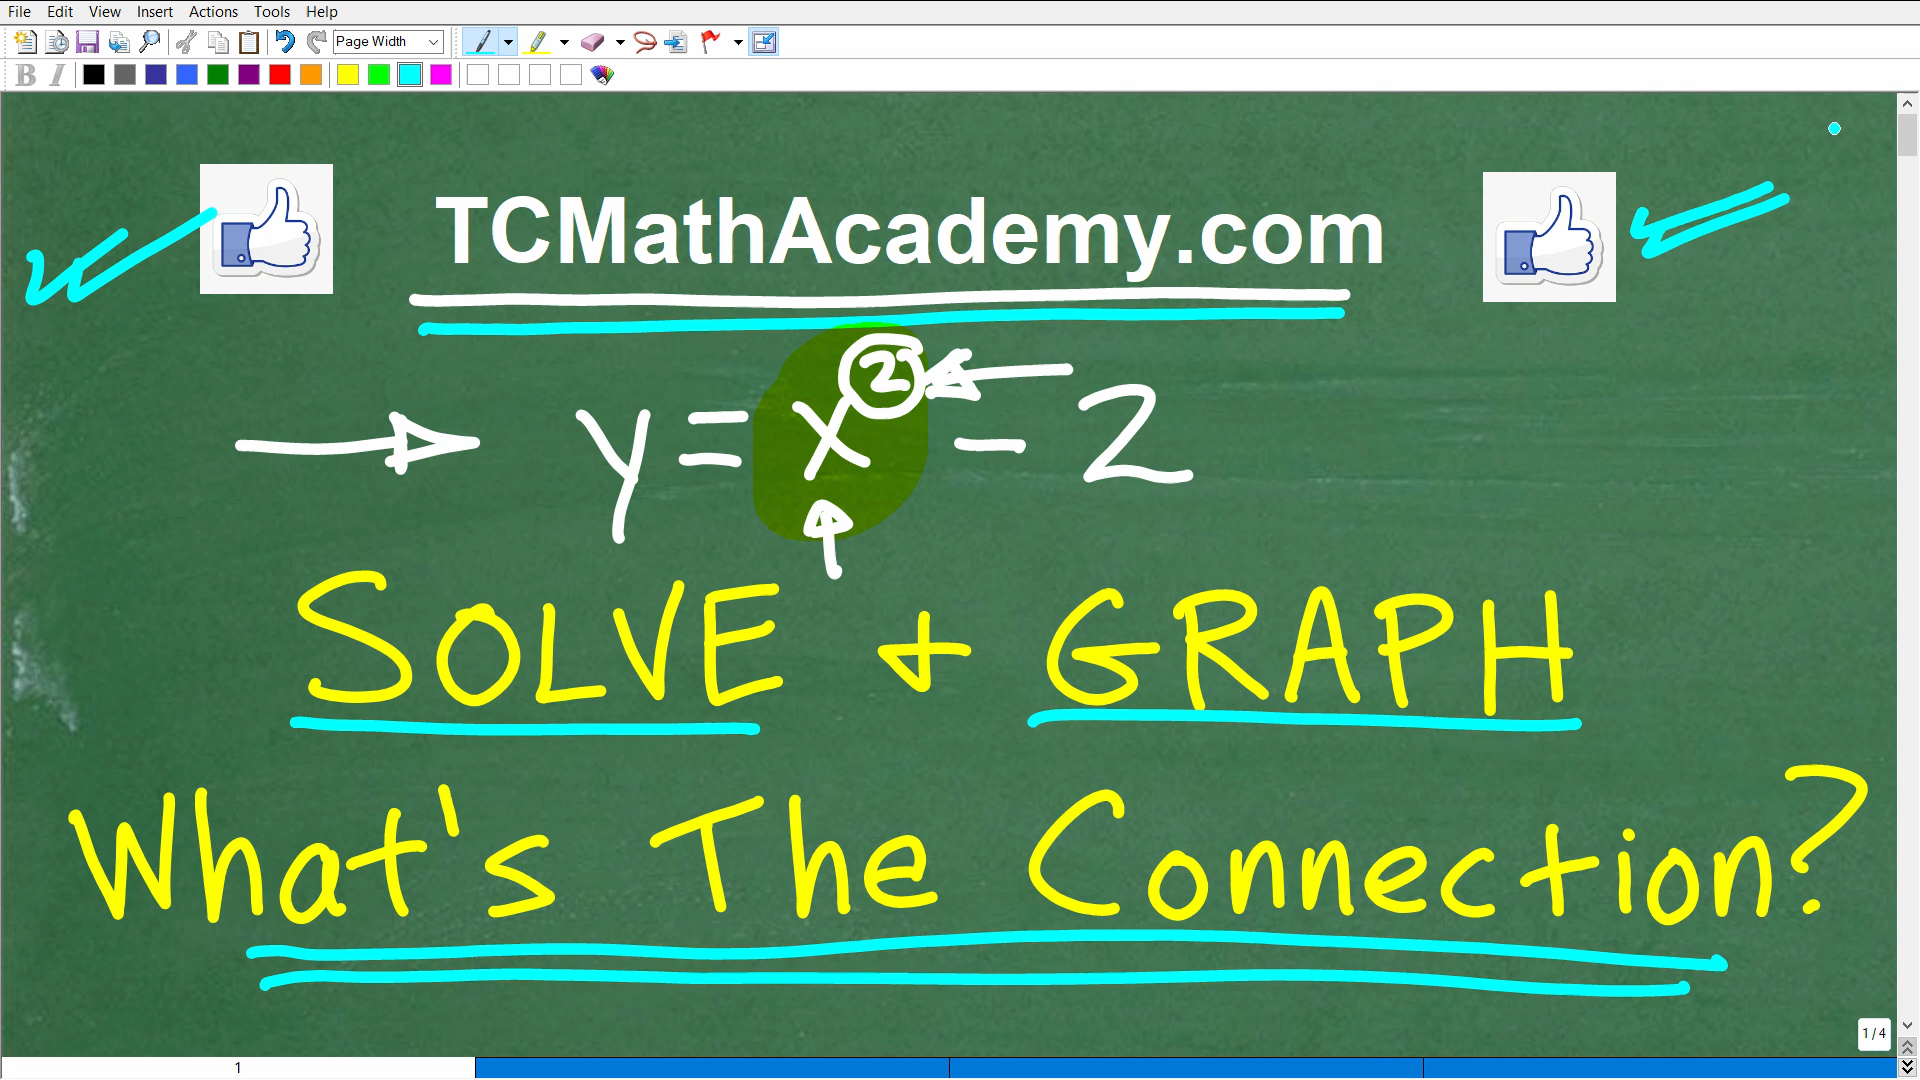 File Edit View Insert Actions Tools Help
Page Width
B I
TCMathAcademy.com
y = x² - 2
SOLVE + GRAPH
What's The Connection?
1 / 4
1